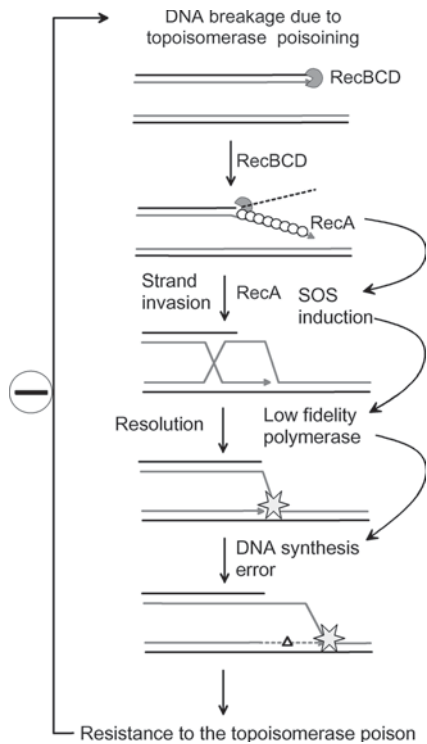 DNA breakage due to
topoisomerase poisoining
RecBCD
RecBCD
RecA
Strand
invasion
RecA
SOS
induction
Resolution
Low fidelity
polymerase
DNA synthesis
error
Resistance to the topoisomerase poison